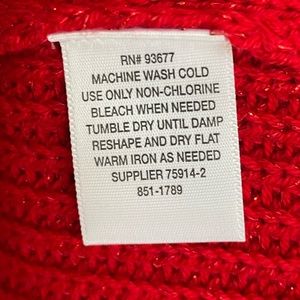 RN# 93677
MACHINE WASH COLD
USE ONLY NON-CHLORINE
BLEACH WHEN NEEDED
TUMBLE DRY UNTIL DAMP
RESHAPE AND DRY FLAT
WARM IRON AS NEEDED
SUPPLIER 75914-2
851-1789